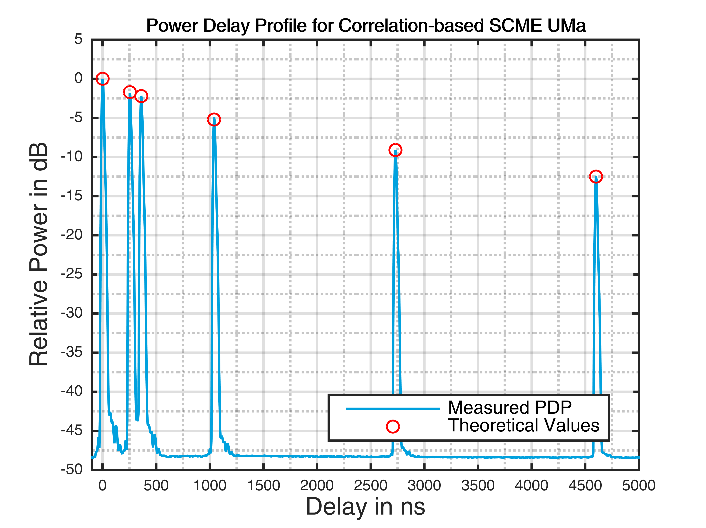 Power Delay Profile for Correlation-based SCME UMa
5
0
-5
-10
-15
-20
-25
-30
-35
-40
-45
-50
Relative Power in dB
Measured PDP
Theoretical Values
0 500 1000 1500 2000 2500 3000 3500 4000 4500 5000
Delay in ns